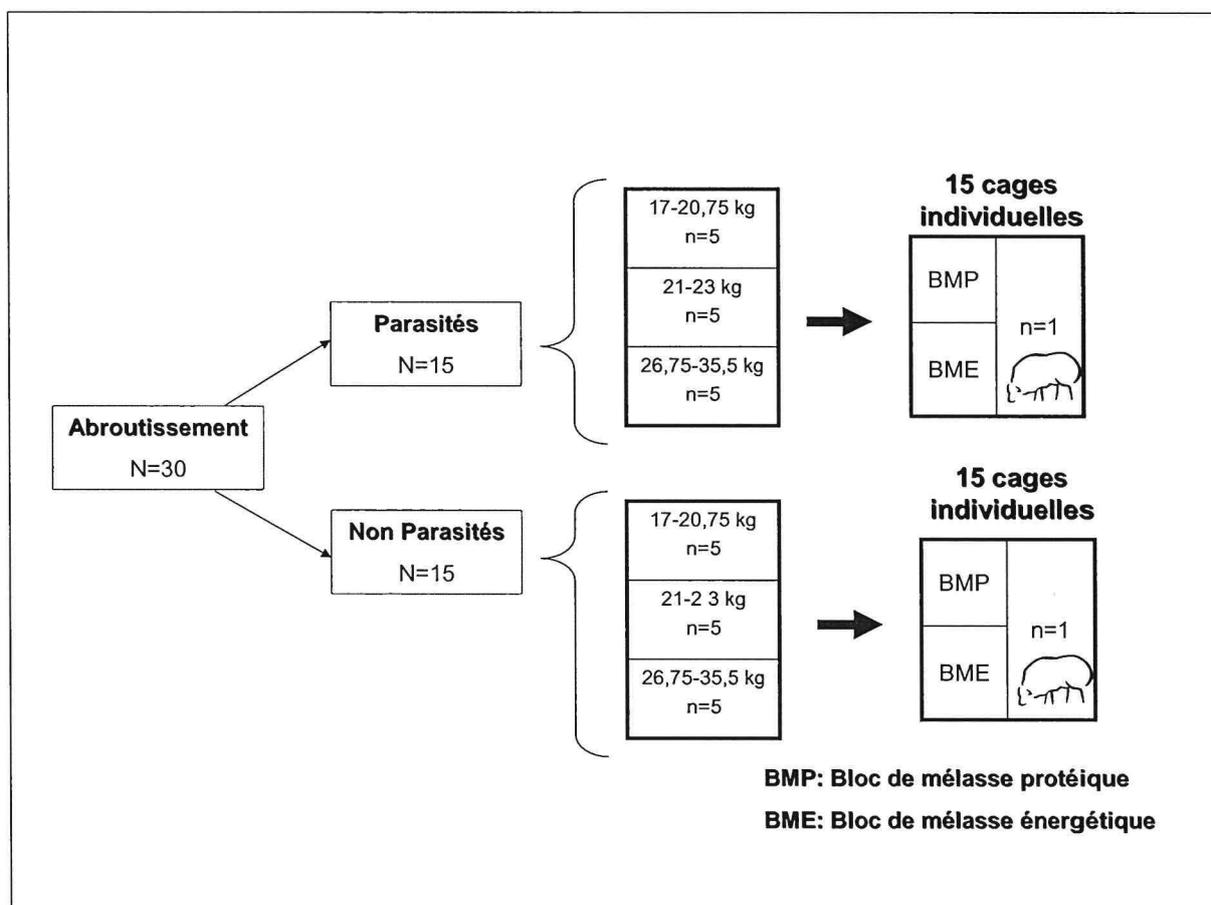 15 cages
individuelles
17-20,75 kg
n=5
21-23 kg
n=5
26,75-35,5 kg
n=5
BMP
BME
n=1
Parasités
N=15
Abroutissement
N=30
Non Parasités
N=15
15 cages
individuelles
17-20,75 kg
n=5
21-2 3 kg
n=5
26,75-35,5 kg
n=5
BMP
BME
n=1
BMP: Bloc de mélasse protéique
BME: Bloc de mélasse énergétique